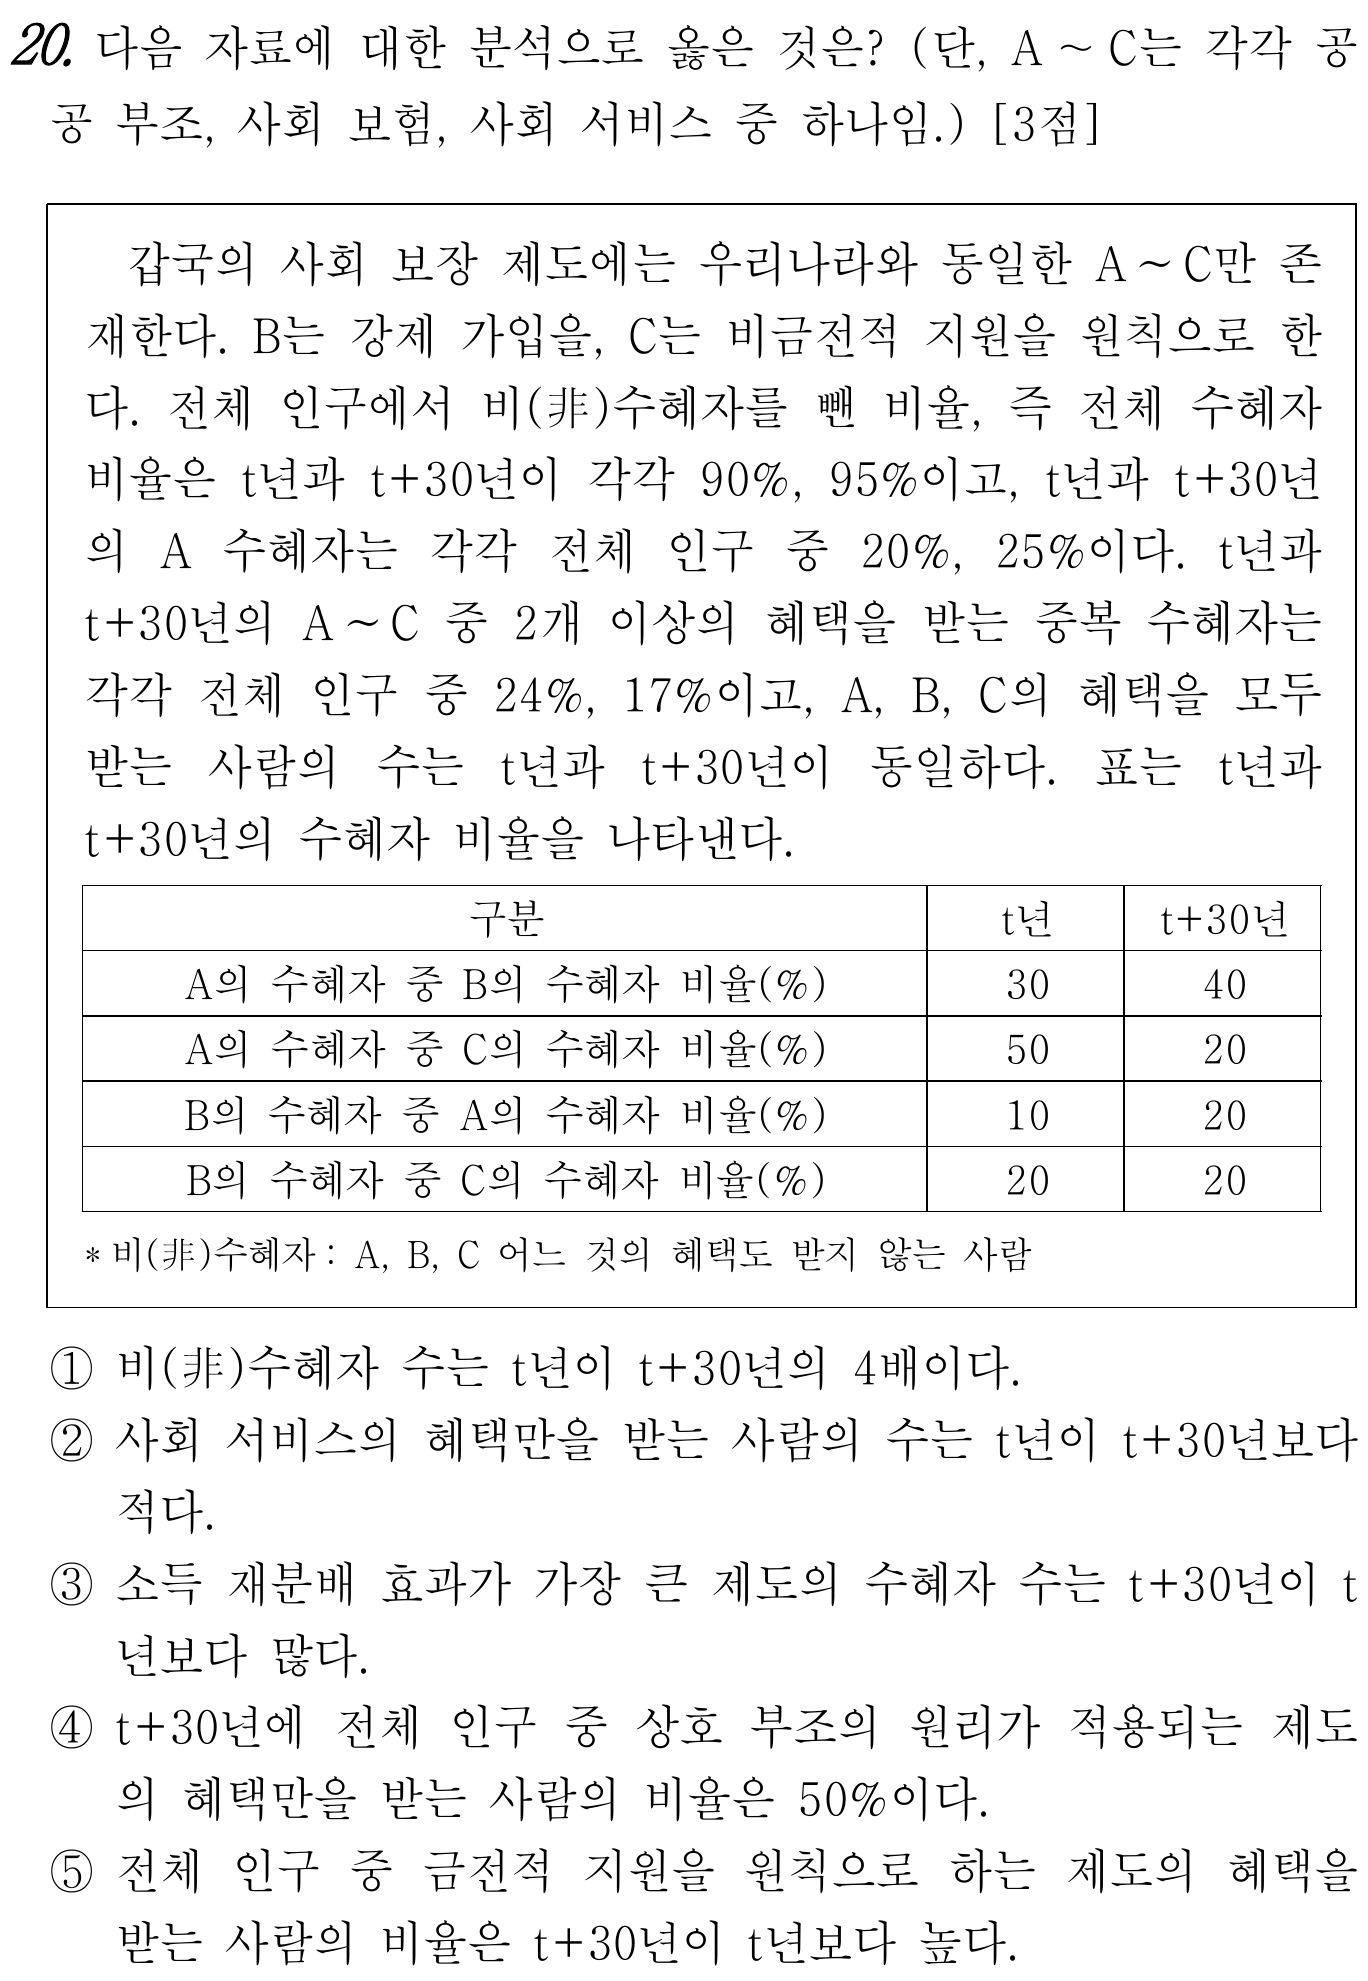 20. 다음 자료에 대한 분석으로 옳은 것은? (단, A ~ C는 각각 공
공 부조, 사회 보험, 사회 서비스 중 하나임.) [3점]
갑국의 사회 보장 제도에는 우리나라와 동일한 A ~ C만 존
재한다. B는 강제 가입을, C는 비금전적 지원을 원칙으로 한
다. 전체 인구에서 비(非)수혜자를 뺀 비율, 즉 전체 수혜자
비율은 t년과 t+30년이 각각 90%, 95%이고, t년과 t+30년
의 A 수혜자는 각각 전체 인구 중 20%, 25%이다. t년과
t+30년의 A ~ C 중 2개 이상의 혜택을 받는 중복 수혜자는
각각 전체 인구 중 24%, 17%이고, A, B, C의 혜택을 모두
받는 사람의 수는 t년과 t+30년이 동일하다. 표는 t년과
t+30년의 수혜자 비율을 나타낸다.
구분 t년 t+30년
A의 수혜자 중 B의 수혜자 비율(%) 30 40
A의 수혜자 중 C의 수혜자 비율(%) 50 20
B의 수혜자 중 A의 수혜자 비율(%) 10 20
B의 수혜자 중 C의 수혜자 비율(%) 20 20
* 비(非)수혜자 : A, B, C 어느 것의 혜택도 받지 않는 사람
① 비(非)수혜자 수는 t년이 t+30년의 4배이다.
② 사회 서비스의 혜택만을 받는 사람의 수는 t년이 t+30년보다
적다.
③ 소득 재분배 효과가 가장 큰 제도의 수혜자 수는 t+30년이 t
년보다 많다.
④ t+30년에 전체 인구 중 상호 부조의 원리가 적용되는 제도
의 혜택만을 받는 사람의 비율은 50%이다.
⑤ 전체 인구 중 금전적 지원을 원칙으로 하는 제도의 혜택을
받는 사람의 비율은 t+30년이 t년보다 높다.